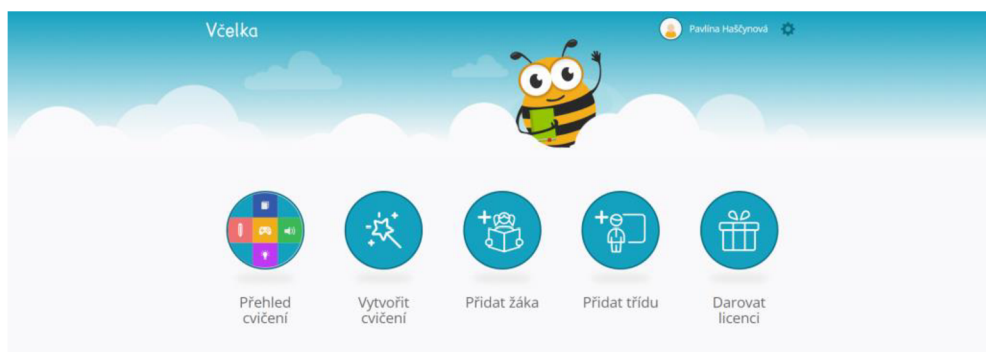 Včelka
Pavlína Haščynová
Přehled
cvičení
Vytvořit
cvičení
Přidat žáka
Přidat třídu
Darovat
licenci